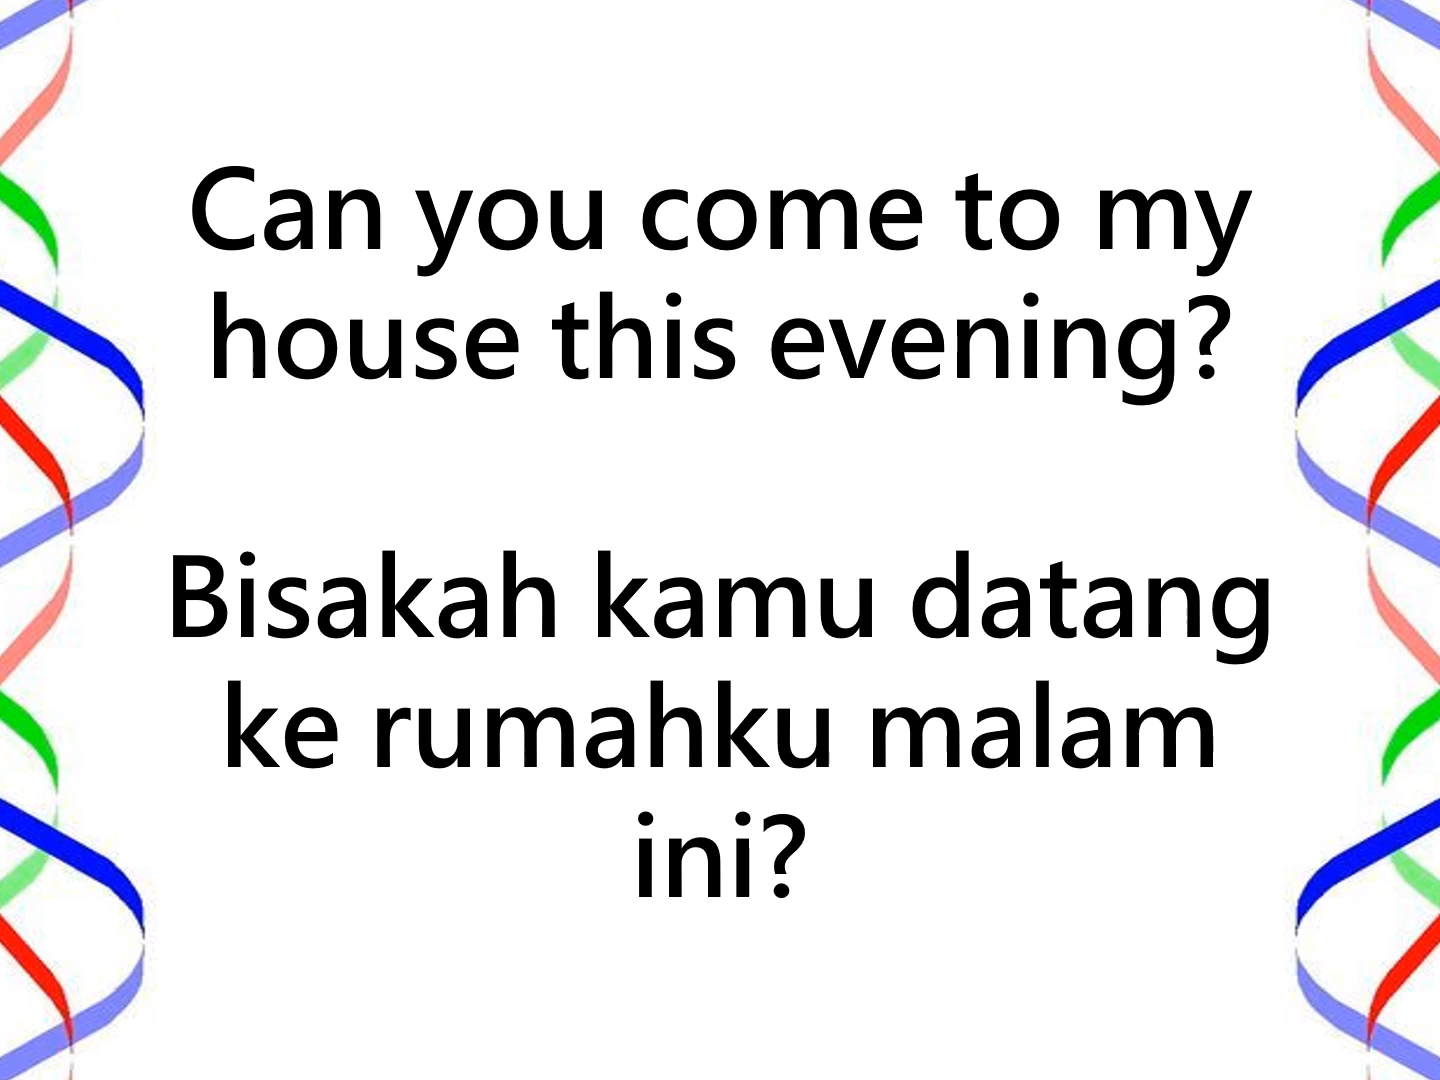 Can you come to my
house this evening?
Bisakah kamu datang
ke rumahku malam
ini?